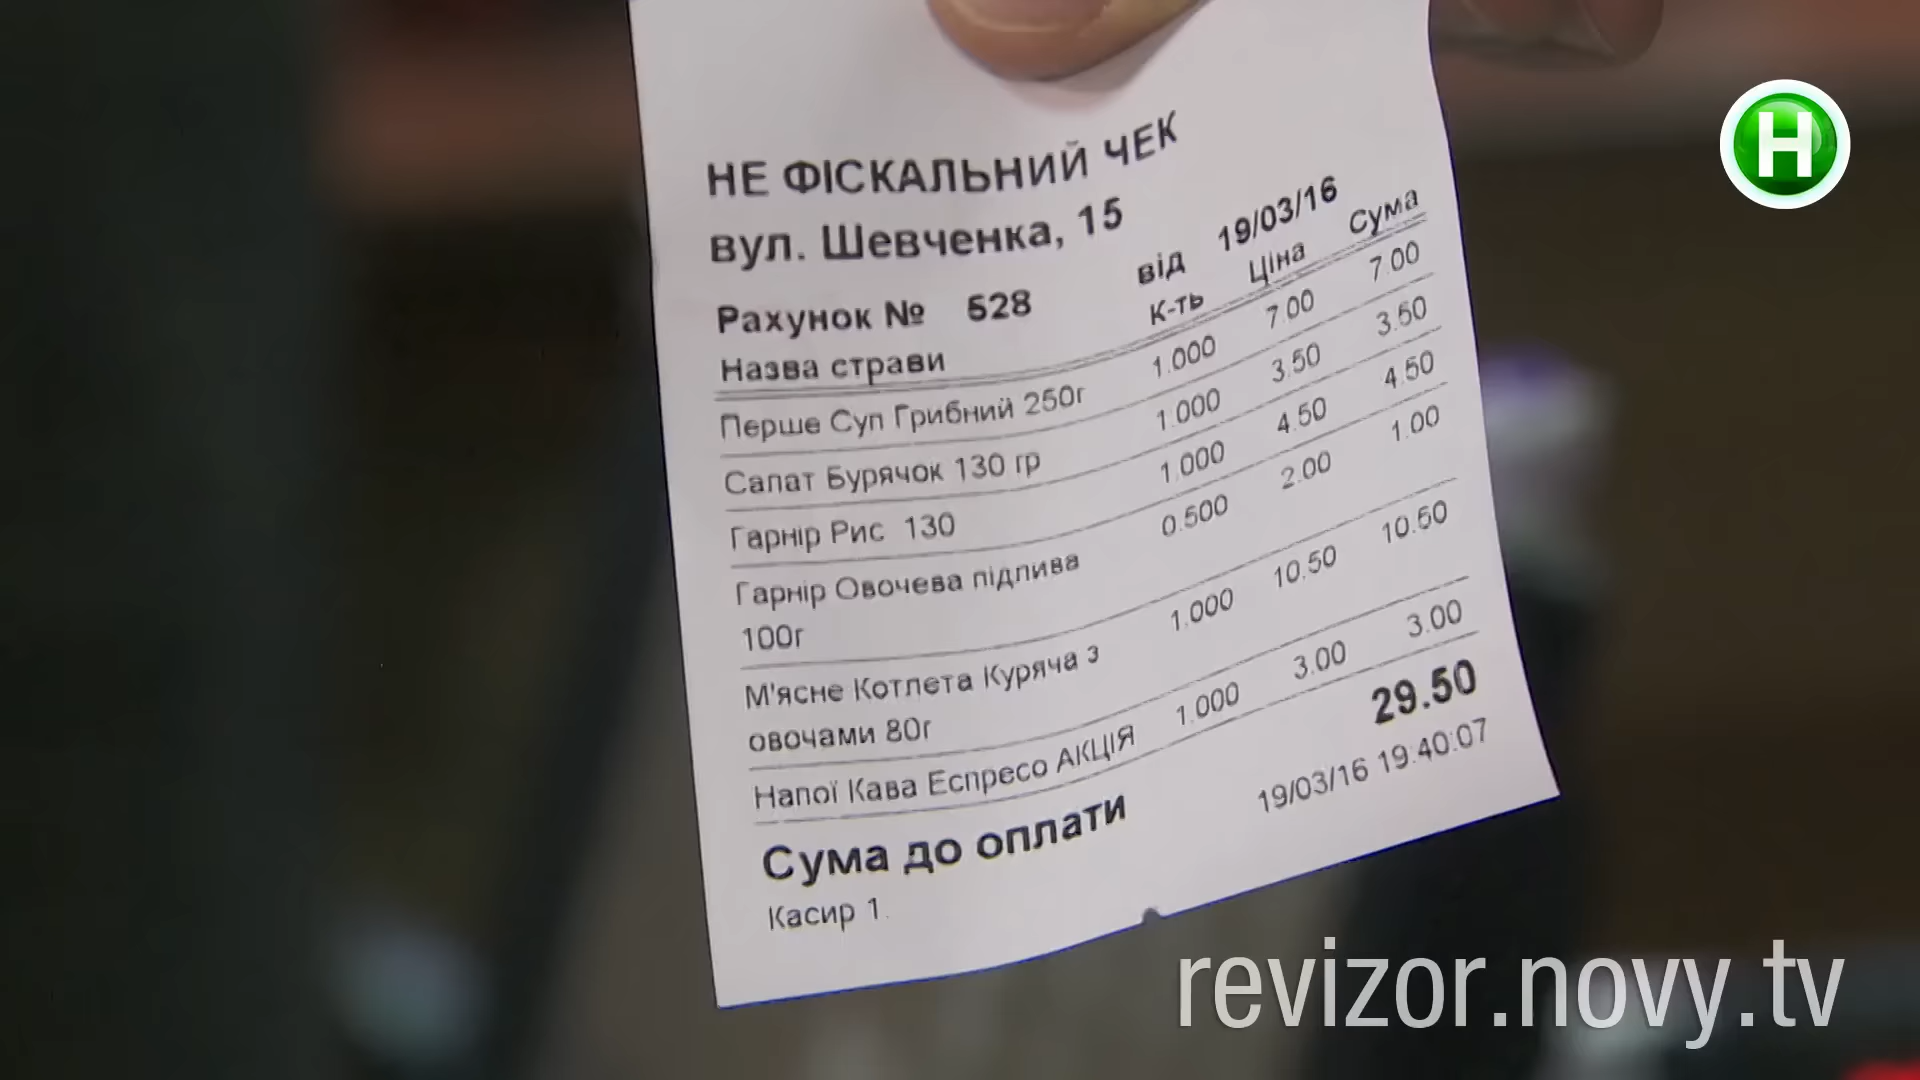 Н
НЕ ФІСКАЛЬНИЙ ЧЕК
вул. Шевченка, 15
Рахунок № 528 від 19/03/16
Назва страви К-ть Ціна Сума
Перше Суп Грибний 250г 1.000 7.00 7.00
Салат Бурячок 130 гр 1.000 3.50 3.50
Гарнір Рис 130 1.000 4.50 4.50
Гарнір Овочева підлива 0.500 2.00 1.00
100г
М'ясне Котлета Куряча з 1.000 10.50 10.50
овочами 80г
Напої Кава Еспресо АКЦІЯ 1.000 3.00 3.00
Сума до оплати 29.50
Касир 1. 19/03/16 19:40:07
revizor.novy.tv